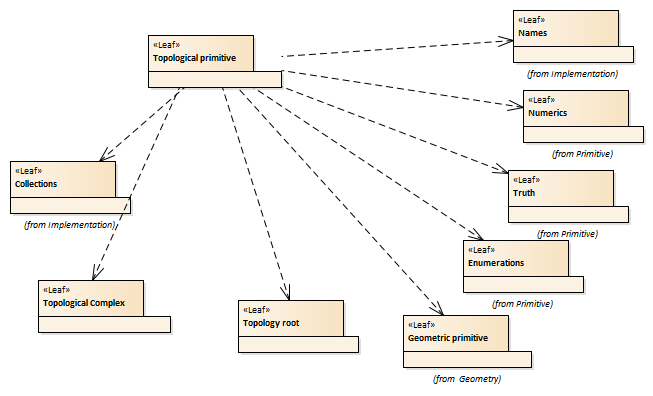 «Leaf»
Topological primitive
«Leaf»
Names
(from Implementation)
«Leaf»
Numerics
(from Primitive)
«Leaf»
Truth
(from Primitive)
«Leaf»
Collections
(from Implementation)
«Leaf»
Enumerations
(from Primitive)
«Leaf»
Topological Complex
«Leaf»
Topology root
«Leaf»
Geometric primitive
(from  Geometry)